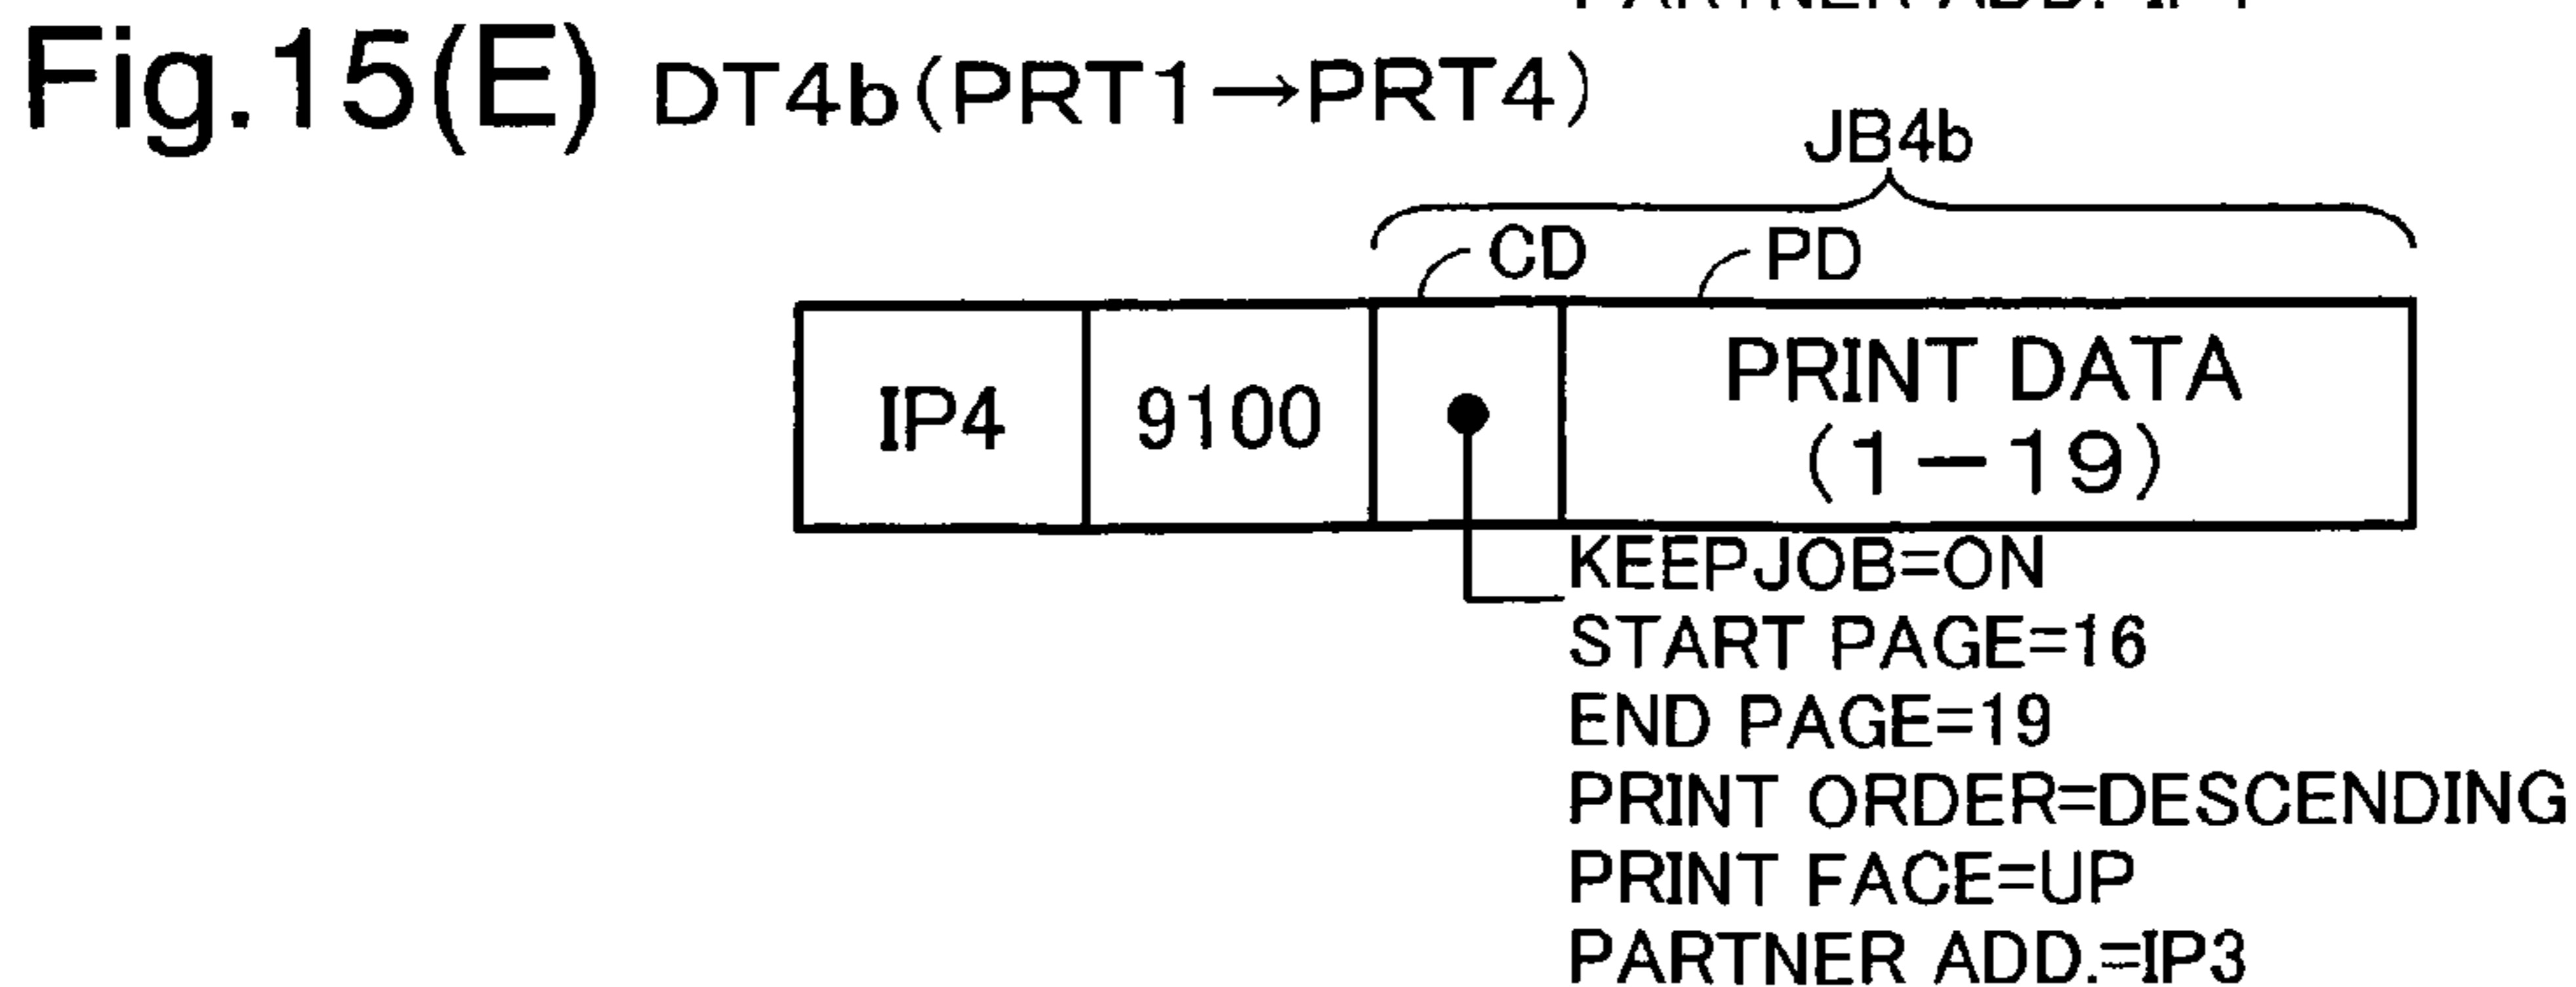 Fig.15(E) DT4b(PRT1→PRT4)
JB4b
CD PD
IP4 9100 PRINT DATA
(1-19)
KEEPJOB=ON
START PAGE=16
END PAGE=19
PRINT ORDER=DESCENDING
PRINT FACE=UP
PARTNER ADD.=IP3